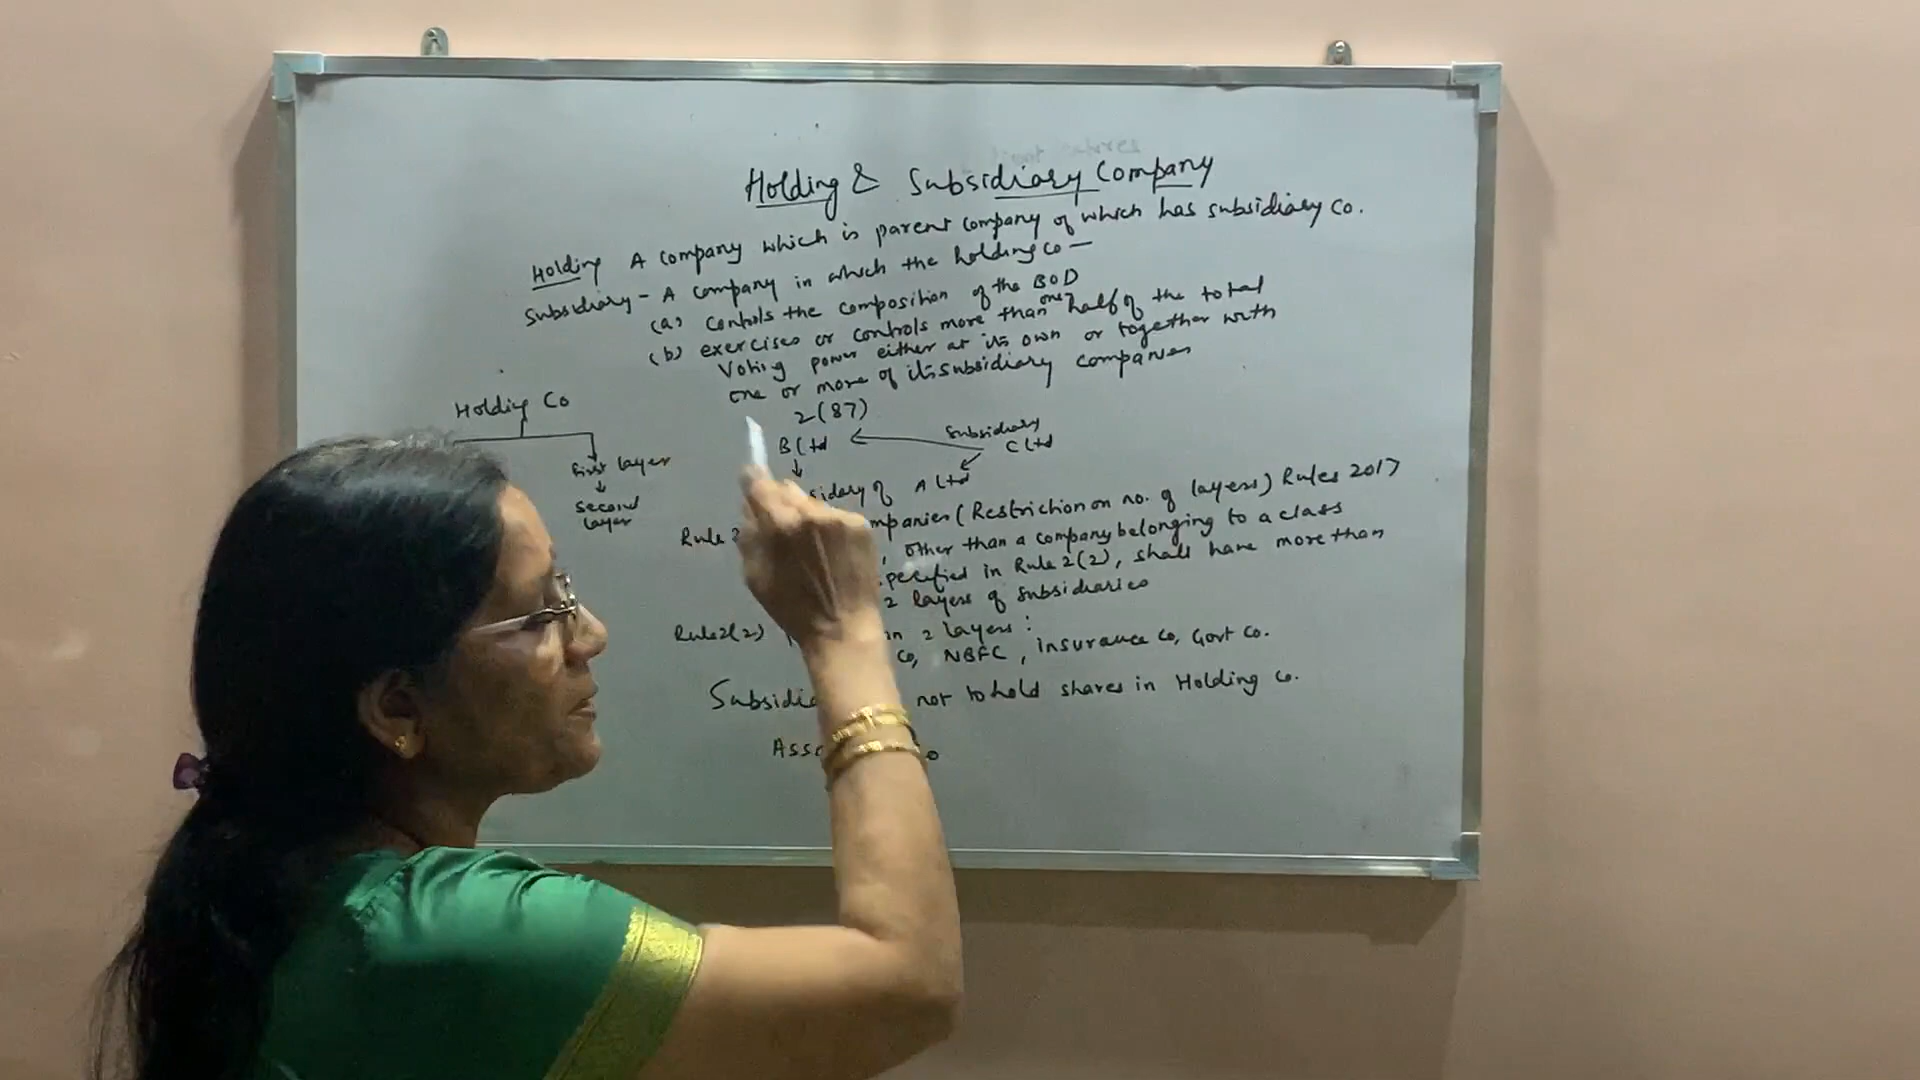 Holding & Subsidiary Company
Holding A company which is parent company of which has subsidiary Co.
Subsidiary - A company in which the holding Co —
(a) Controls the composition of the BOD
(b) exercises or controls more than one half of the total
Voting power either at its own or together with
one or more of its subsidiary companies
2(87)
Holding Co
First layer
Second layer
B Ltd
Subsidiary
C Ltd
sidary of A Ltd
Rule 2
mpanies (Restriction on no. of layers) Rules 2017
, other than a company belonging to a class
pecified in Rule 2(2), shall have more than
2 layers of subsidiaries
Rule 2(2)
2 layers :
Co, NBFC, insurance Co, Govt Co.
Subsidia not to hold shares in Holding Co.
Ass